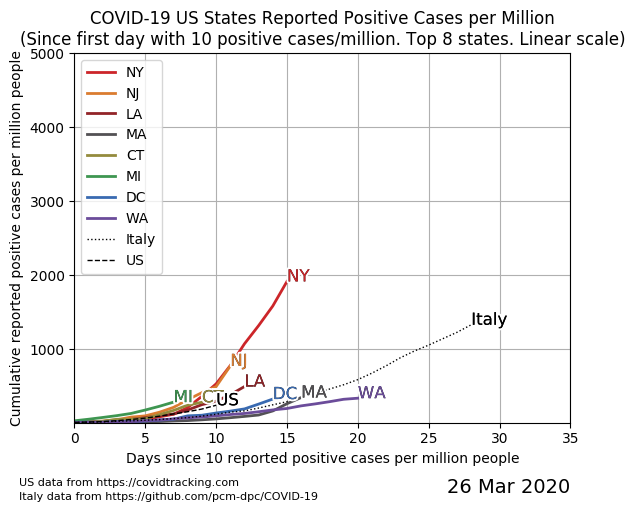 COVID-19 US States Reported Positive Cases per Million
(Since first day with 10 positive cases/million. Top 8 states. Linear scale)
Cumulative reported positive cases per million people
5000
4000
3000
2000
1000
NY
NJ
LA
MA
CT
MI
DC
WA
Italy
US
NY
Italy
NJ
LA
MI
CT
US
DC
MA
WA
0
5
10
15
20
25
30
35
Days since 10 reported positive cases per million people
US data from https://covidtracking.com
Italy data from https://github.com/pcm-dpc/COVID-19
26 Mar 2020